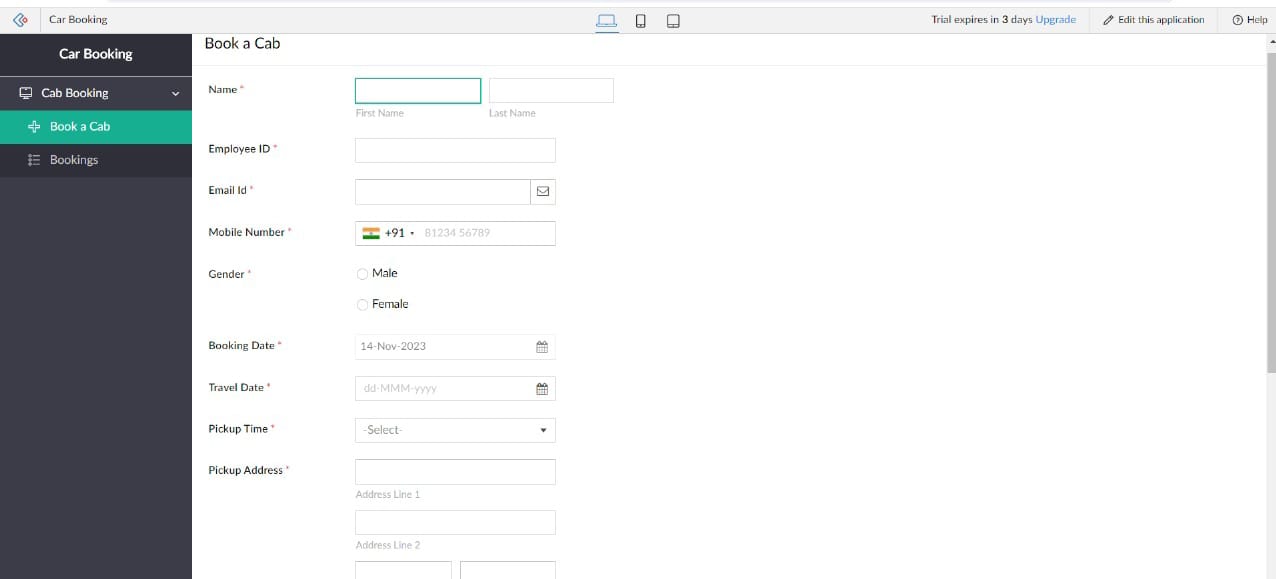 Car Booking
Trial expires in 3 days Upgrade
Edit this application
Help
Car Booking
Cab Booking
Book a Cab
Bookings
Book a Cab
Name *
First Name
Last Name
Employee ID *
Email Id *
Mobile Number *
+91
81234 56789
Gender *
Male
Female
Booking Date *
14-Nov-2023
Travel Date *
dd-MMM-yyyy
Pickup Time *
-Select-
Pickup Address *
Address Line 1
Address Line 2